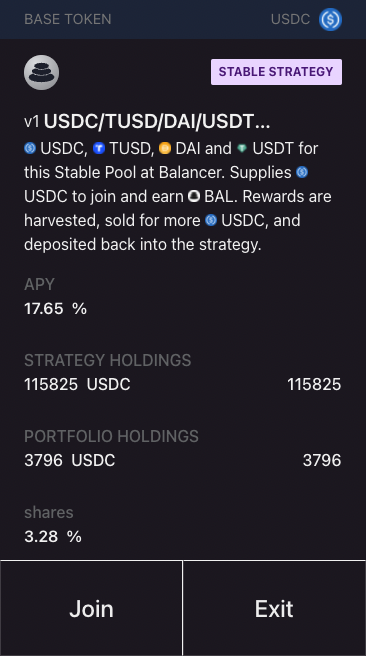 BASE TOKEN USDC
STABLE STRATEGY
v1 USDC/TUSD/DAI/USDT...
USDC, TUSD, DAI and USDT for
this Stable Pool at Balancer. Supplies
USDC to join and earn BAL. Rewards are
harvested, sold for more USDC, and
deposited back into the strategy.
APY
17.65 %
STRATEGY HOLDINGS
115825 USDC 115825
PORTFOLIO HOLDINGS
3796 USDC 3796
shares
3.28 %
Join Exit